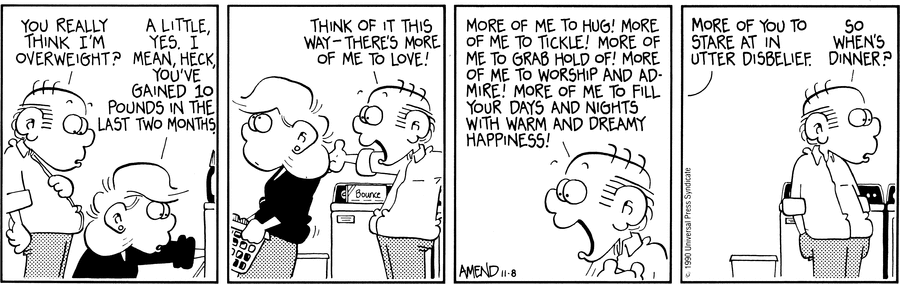 YOU REALLY
THINK I'M
OVERWEIGHT?
A LITTLE,
YES. I
MEAN, HECK,
YOU'VE
GAINED 10
POUNDS IN THE
LAST TWO MONTHS.
THINK OF IT THIS
WAY—THERE'S MORE
OF ME TO LOVE!
Bounce
MORE OF ME TO HUG! MORE
OF ME TO TICKLE! MORE OF
ME TO GRAB HOLD OF! MORE
OF ME TO WORSHIP AND AD-
MIRE! MORE OF ME TO FILL
YOUR DAYS AND NIGHTS
WITH WARM AND DREAMY
HAPPINESS!
AMEND 11·8
MORE OF YOU TO
STARE AT IN
UTTER DISBELIEF.
SO
WHEN'S
DINNER?
© 1990 Universal Press Syndicate